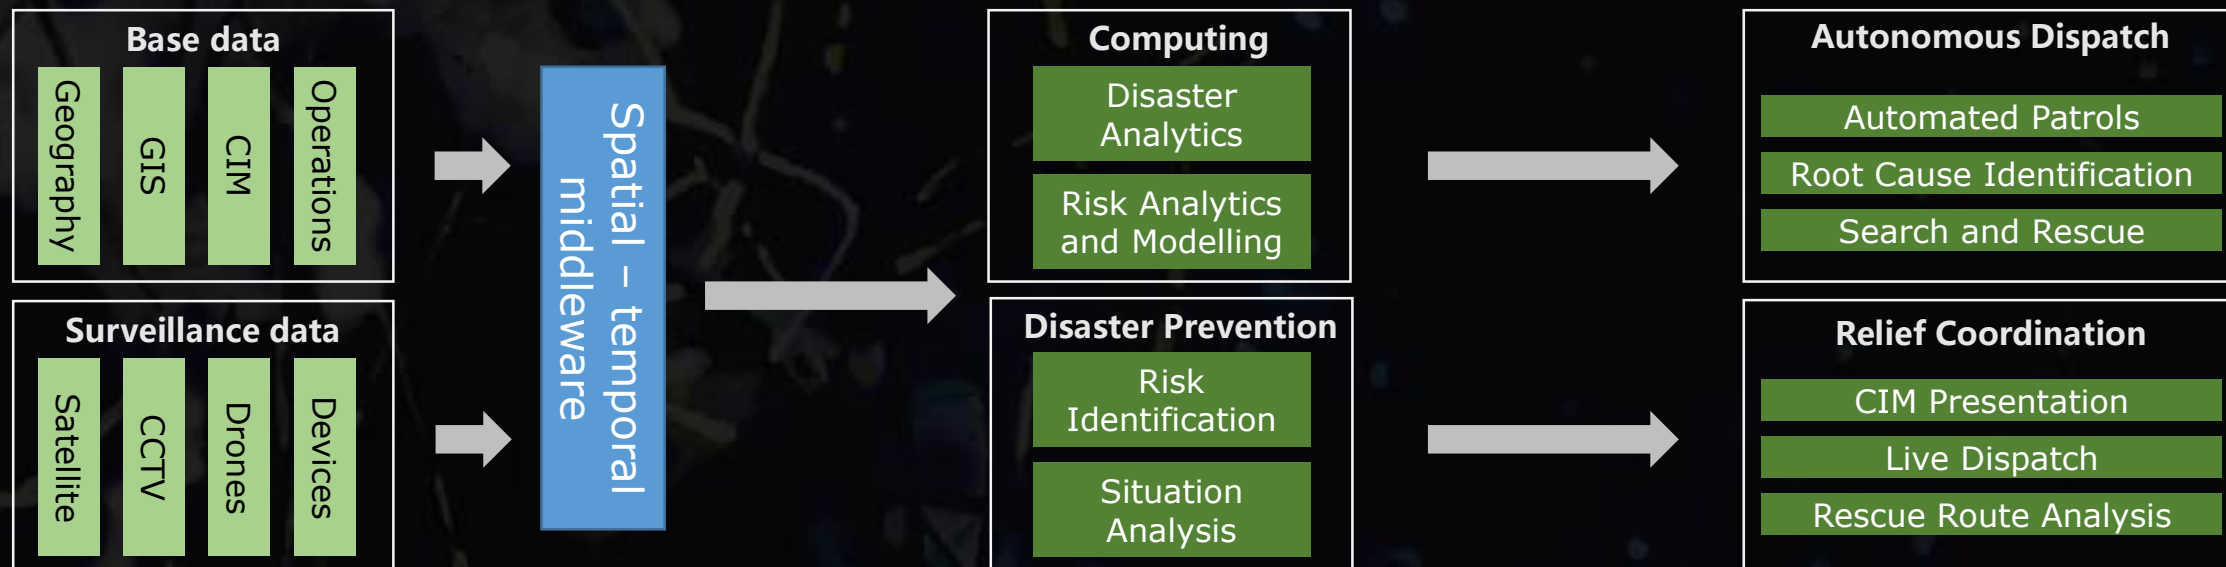 Base data
Geography
GIS
CIM
Operations
Surveillance data
Satellite
CCTV
Drones
Devices
Spatial – temporal
middleware
Computing
Disaster
Analytics
Risk Analytics
and Modelling
Disaster Prevention
Risk
Identification
Situation
Analysis
Autonomous Dispatch
Automated Patrols
Root Cause Identification
Search and Rescue
Relief Coordination
CIM Presentation
Live Dispatch
Rescue Route Analysis